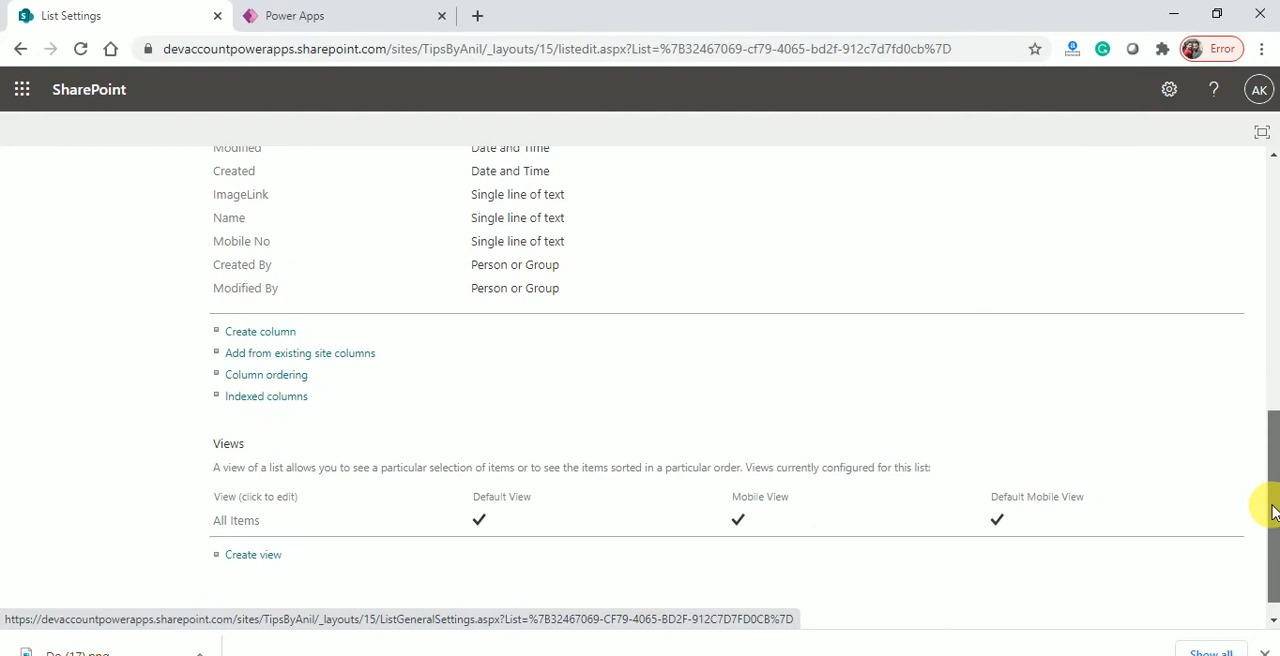 List Settings
Power Apps
devaccountpowerapps.sharepoint.com/sites/TipsByAnil/_layouts/15/listedit.aspx?List=%7B32467069-cf79-4065-bd2f-912c7d7fd0cb%7D
Error
SharePoint
?
AK
Modified Date and Time
Created Date and Time
ImageLink Single line of text
Name Single line of text
Mobile No Single line of text
Created By Person or Group
Modified By Person or Group
Create column
Add from existing site columns
Column ordering
Indexed columns
Views
A view of a list allows you to see a particular selection of items or to see the items sorted in a particular order. Views currently configured for this list:
View (click to edit) Default View Mobile View Default Mobile View
All Items
Create view
https://devaccountpowerapps.sharepoint.com/sites/TipsByAnil/_layouts/15/ListGeneralSettings.aspx?List=%7B32467069-CF79-4065-BD2F-912C7D7FD0CB%7D
Do (17).png
Show all